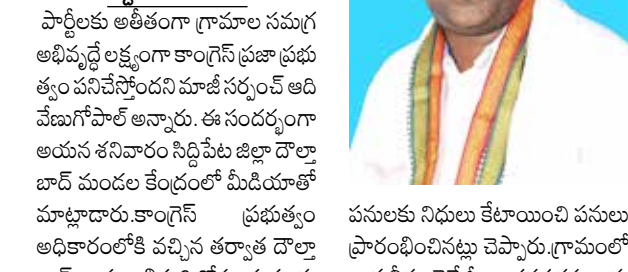 పార్టీలకు అతీతంగా గ్రామాల సమగ్ర
అభివృద్ధే లక్ష్యంగా కాంగ్రెస్ ప్రజా ప్రభు
త్వం పనిచేస్తోందని మాజీ సర్పంచ్ ఆది
వేణుగోపాల్ అన్నారు. ఈ సందర్భంగా
అయన శనివారం సిద్దిపేట జిల్లా దౌల్తా
బాద్ మండల కేంద్రంలో మీడియాతో
మాట్లాడారు.కాంగ్రెస్ ప్రభుత్వం
అధికారంలోకి వచ్చిన తర్వాత దౌల్తా
పనులకు నిధులు కేటాయించి పనులు
ప్రారంభించినట్లు చెప్పారు.గ్రామంలో